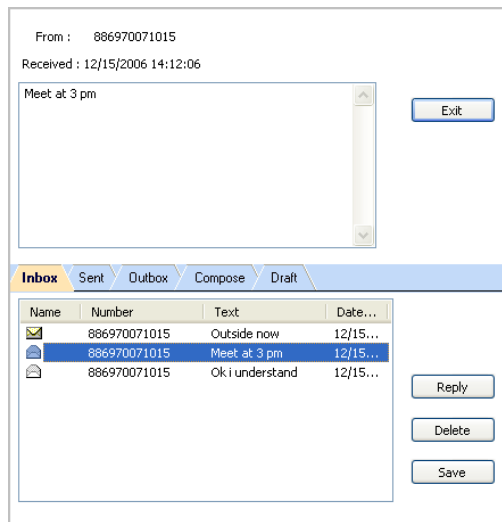 From : 886970071015
Received : 12/15/2006 14:12:06
Meet at 3 pm
Exit
Inbox Sent Outbox Compose Draft
Name Number Text Date...
886970071015 Outside now 12/15...
886970071015 Meet at 3 pm 12/15...
886970071015 Ok i understand 12/15...
Reply
Delete
Save